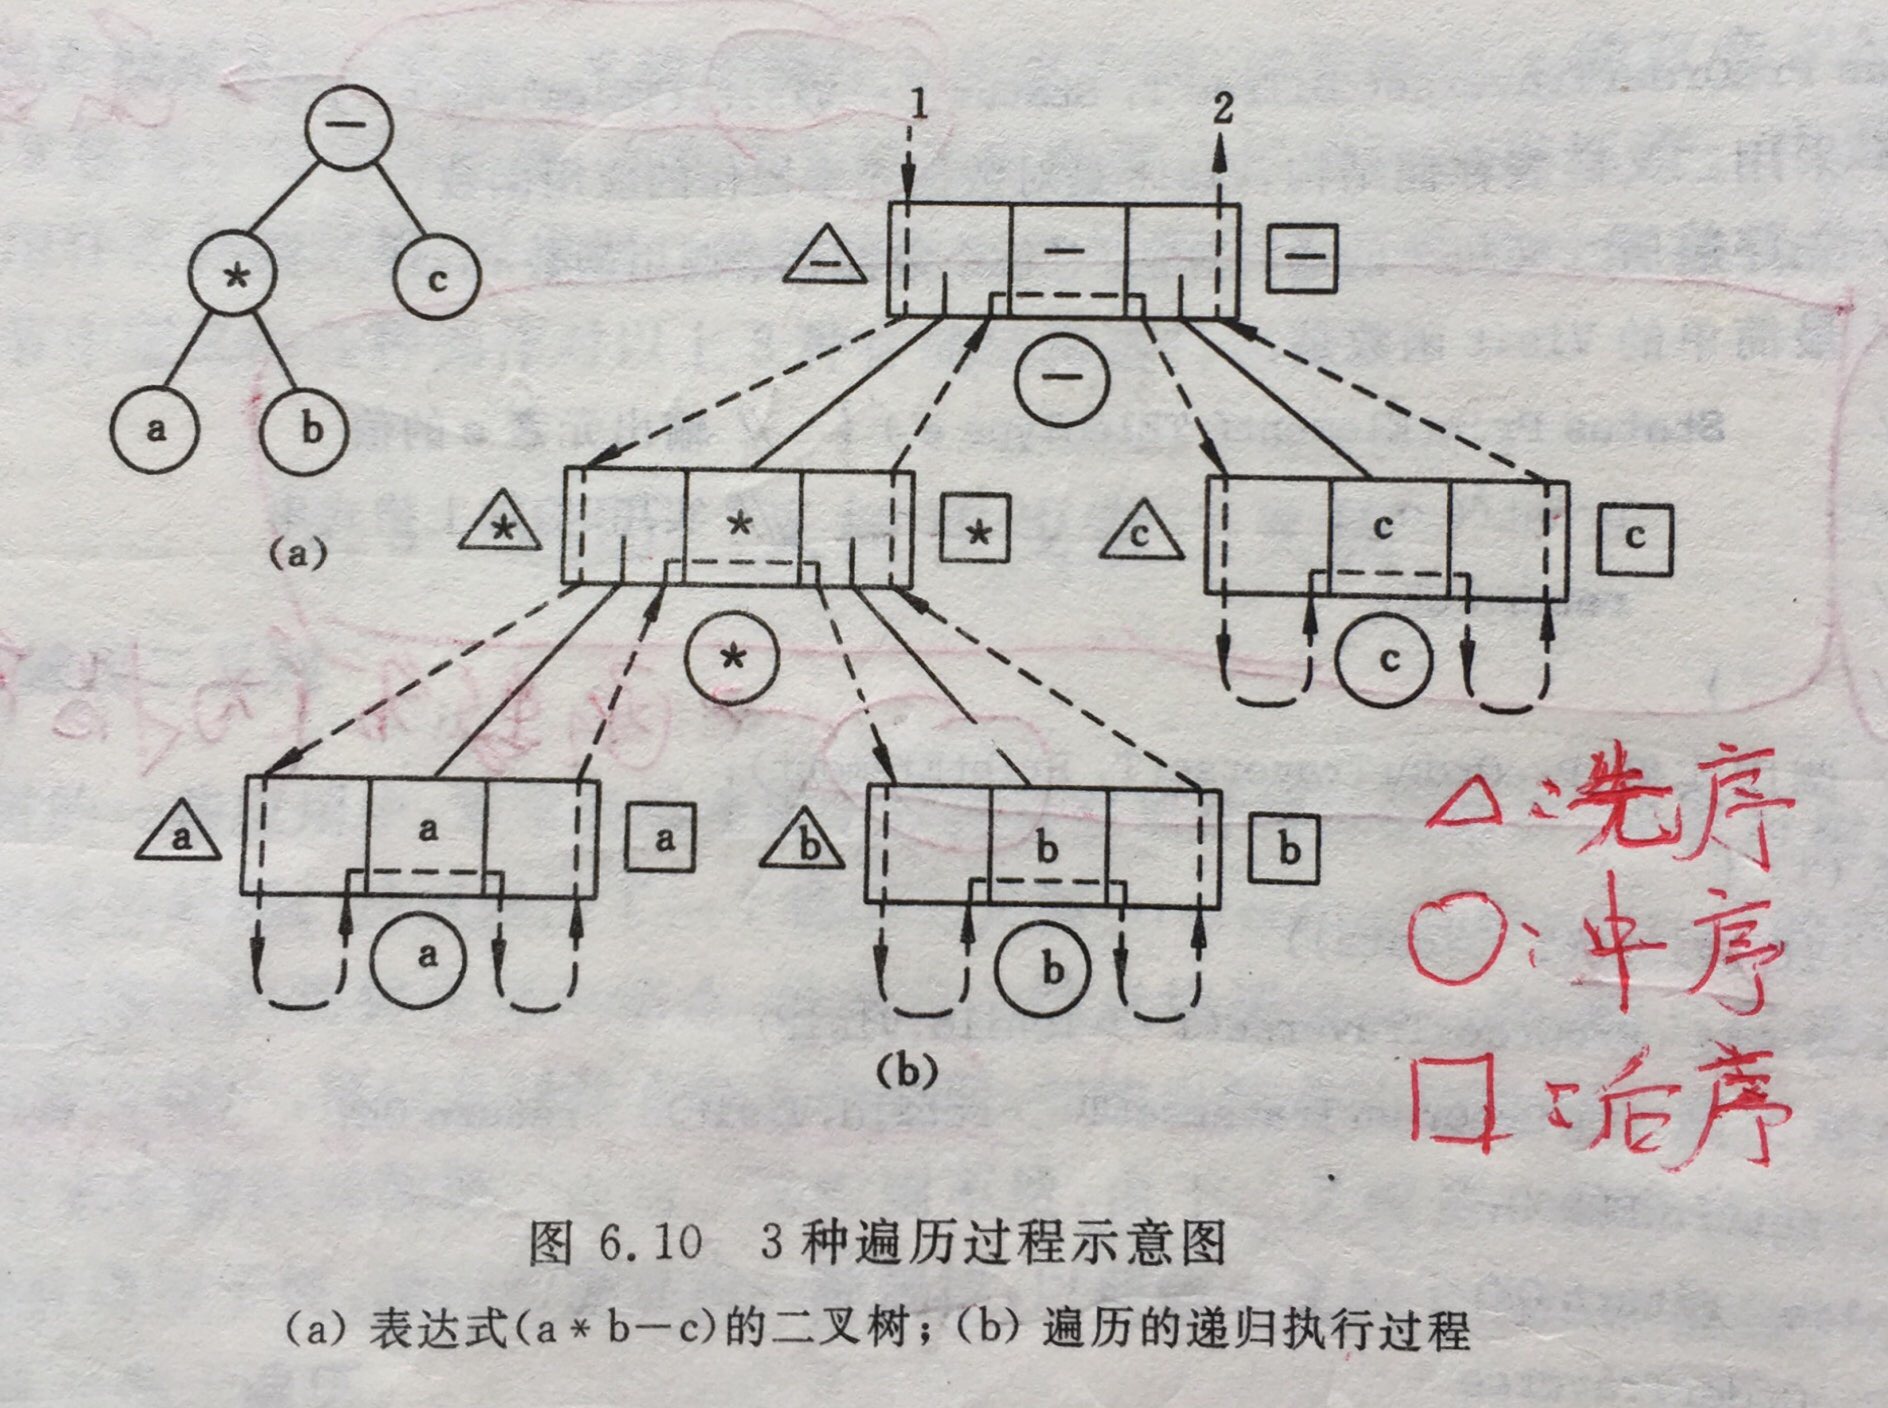 1 2
−
− − −
* c
−
a b
* * * c c c
(a)
* c
a a a b b b
△:先序
a b
○:中序
(b)
□:后序
图 6.10 3种遍历过程示意图
(a) 表达式(a*b−c)的二叉树;(b) 遍历的递归执行过程